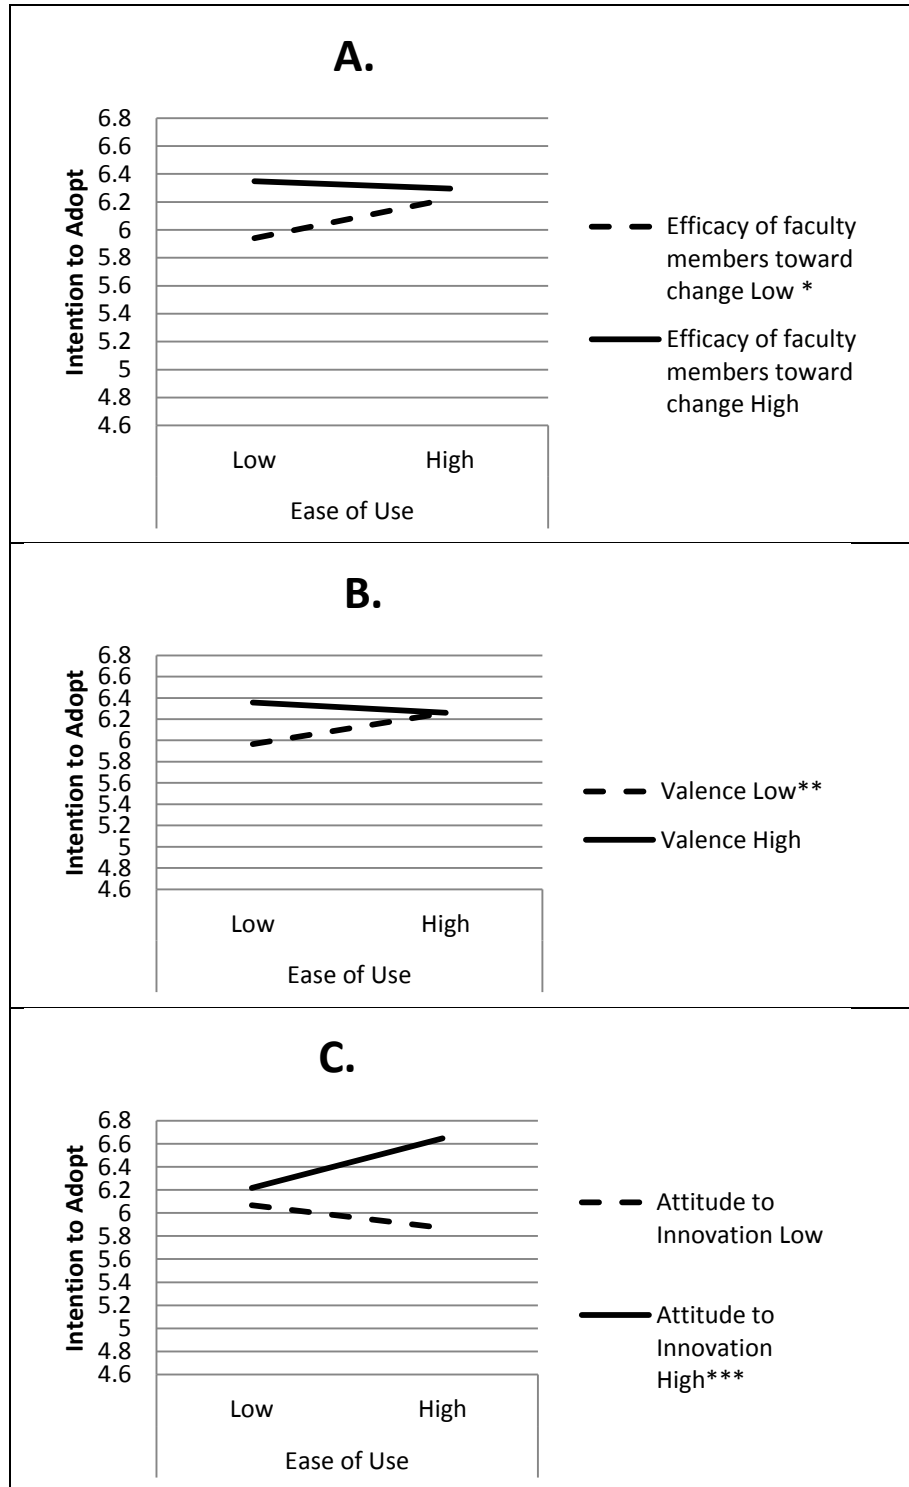 A.
Intention to Adopt
6.8
6.6
6.4
6.2
6
5.8
5.6
5.4
5.2
5
4.8
4.6
Low High
Ease of Use
Efficacy of faculty
members toward
change Low *
Efficacy of faculty
members toward
change High
B.
Intention to Adopt
6.8
6.6
6.4
6.2
6
5.8
5.6
5.4
5.2
5
4.8
4.6
Low High
Ease of Use
Valence Low**
Valence High
C.
Intention to Adopt
6.8
6.6
6.4
6.2
6
5.8
5.6
5.4
5.2
5
4.8
4.6
Low High
Ease of Use
Attitude to
Innovation Low
Attitude to
Innovation
High***